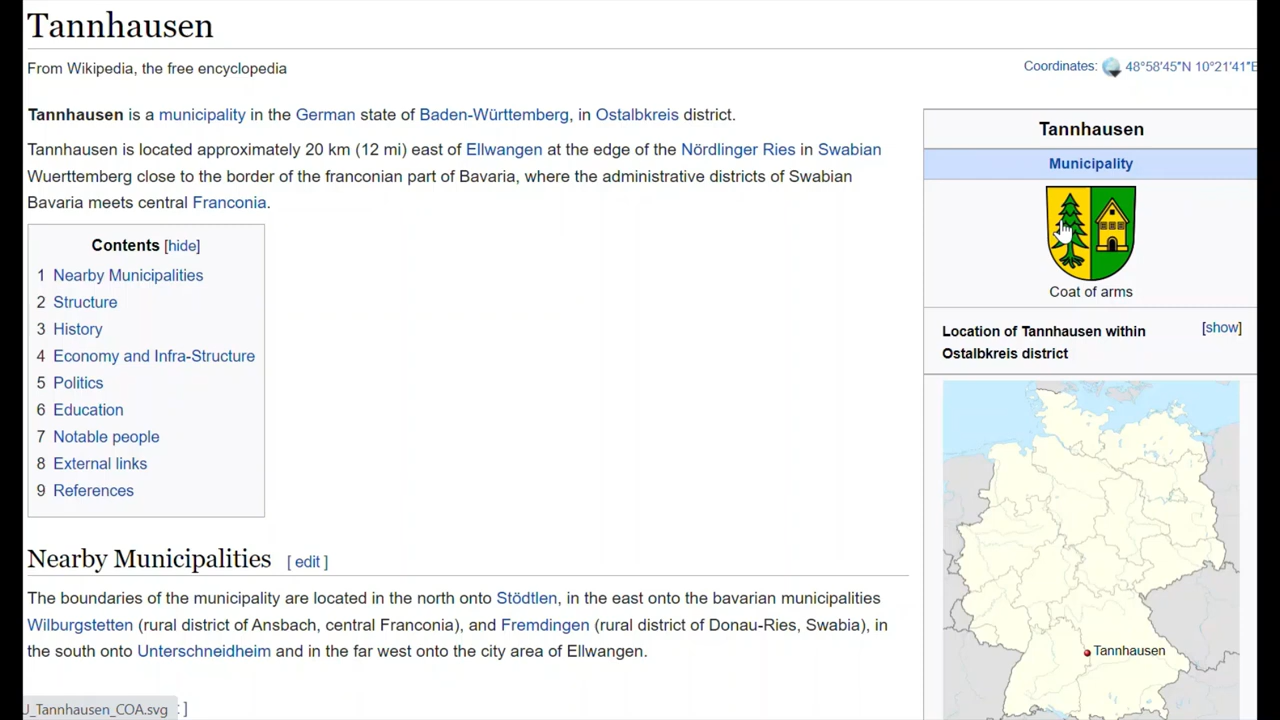 Tannhausen
From Wikipedia, the free encyclopedia
Coordinates: 48°58′45″N 10°21′41″E
Tannhausen is a municipality in the German state of Baden-Württemberg, in Ostalbkreis district.
Tannhausen is located approximately 20 km (12 mi) east of Ellwangen at the edge of the Nördlinger Ries in Swabian
Wuerttemberg close to the border of the franconian part of Bavaria, where the administrative districts of Swabian
Bavaria meets central Franconia.
Contents [hide]
1 Nearby Municipalities
2 Structure
3 History
4 Economy and Infra-Structure
5 Politics
6 Education
7 Notable people
8 External links
9 References
Nearby Municipalities [ edit ]
The boundaries of the municipality are located in the north onto Stödtlen, in the east onto the bavarian municipalities
Wilburgstetten (rural district of Ansbach, central Franconia), and Fremdingen (rural district of Donau-Ries, Swabia), in
the south onto Unterschneidheim and in the far west onto the city area of Ellwangen.
Tannhausen
Municipality
Coat of arms
Location of Tannhausen within [show]
Ostalbkreis district
Tannhausen
_Tannhausen_COA.svg ]